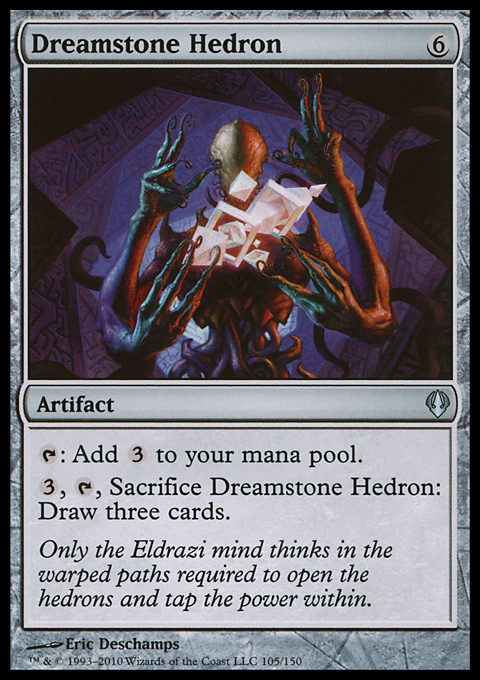 Dreamstone Hedron 6
Artifact
: Add 3 to your mana pool.
3, , Sacrifice Dreamstone Hedron:
Draw three cards.
Only the Eldrazi mind thinks in the
warped paths required to open the
hedrons and tap the power within.
Eric Deschamps
™ & © 1993–2010 Wizards of the Coast LLC 105/150